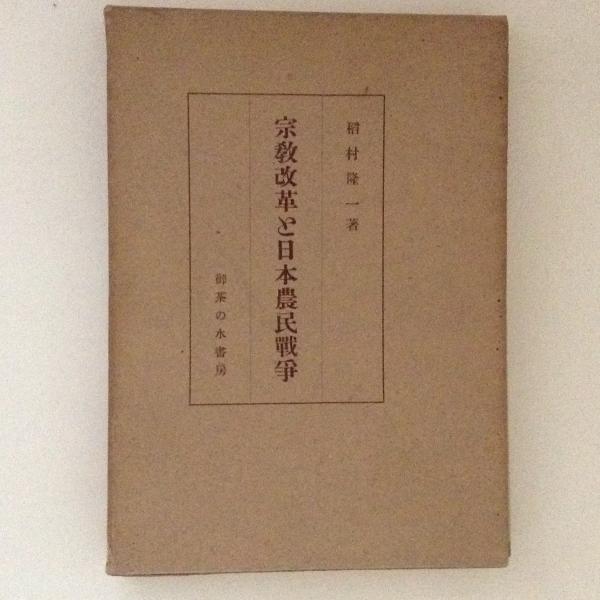 稻村隆一著
宗敎改革と日本農民戰爭
御茶の水書房